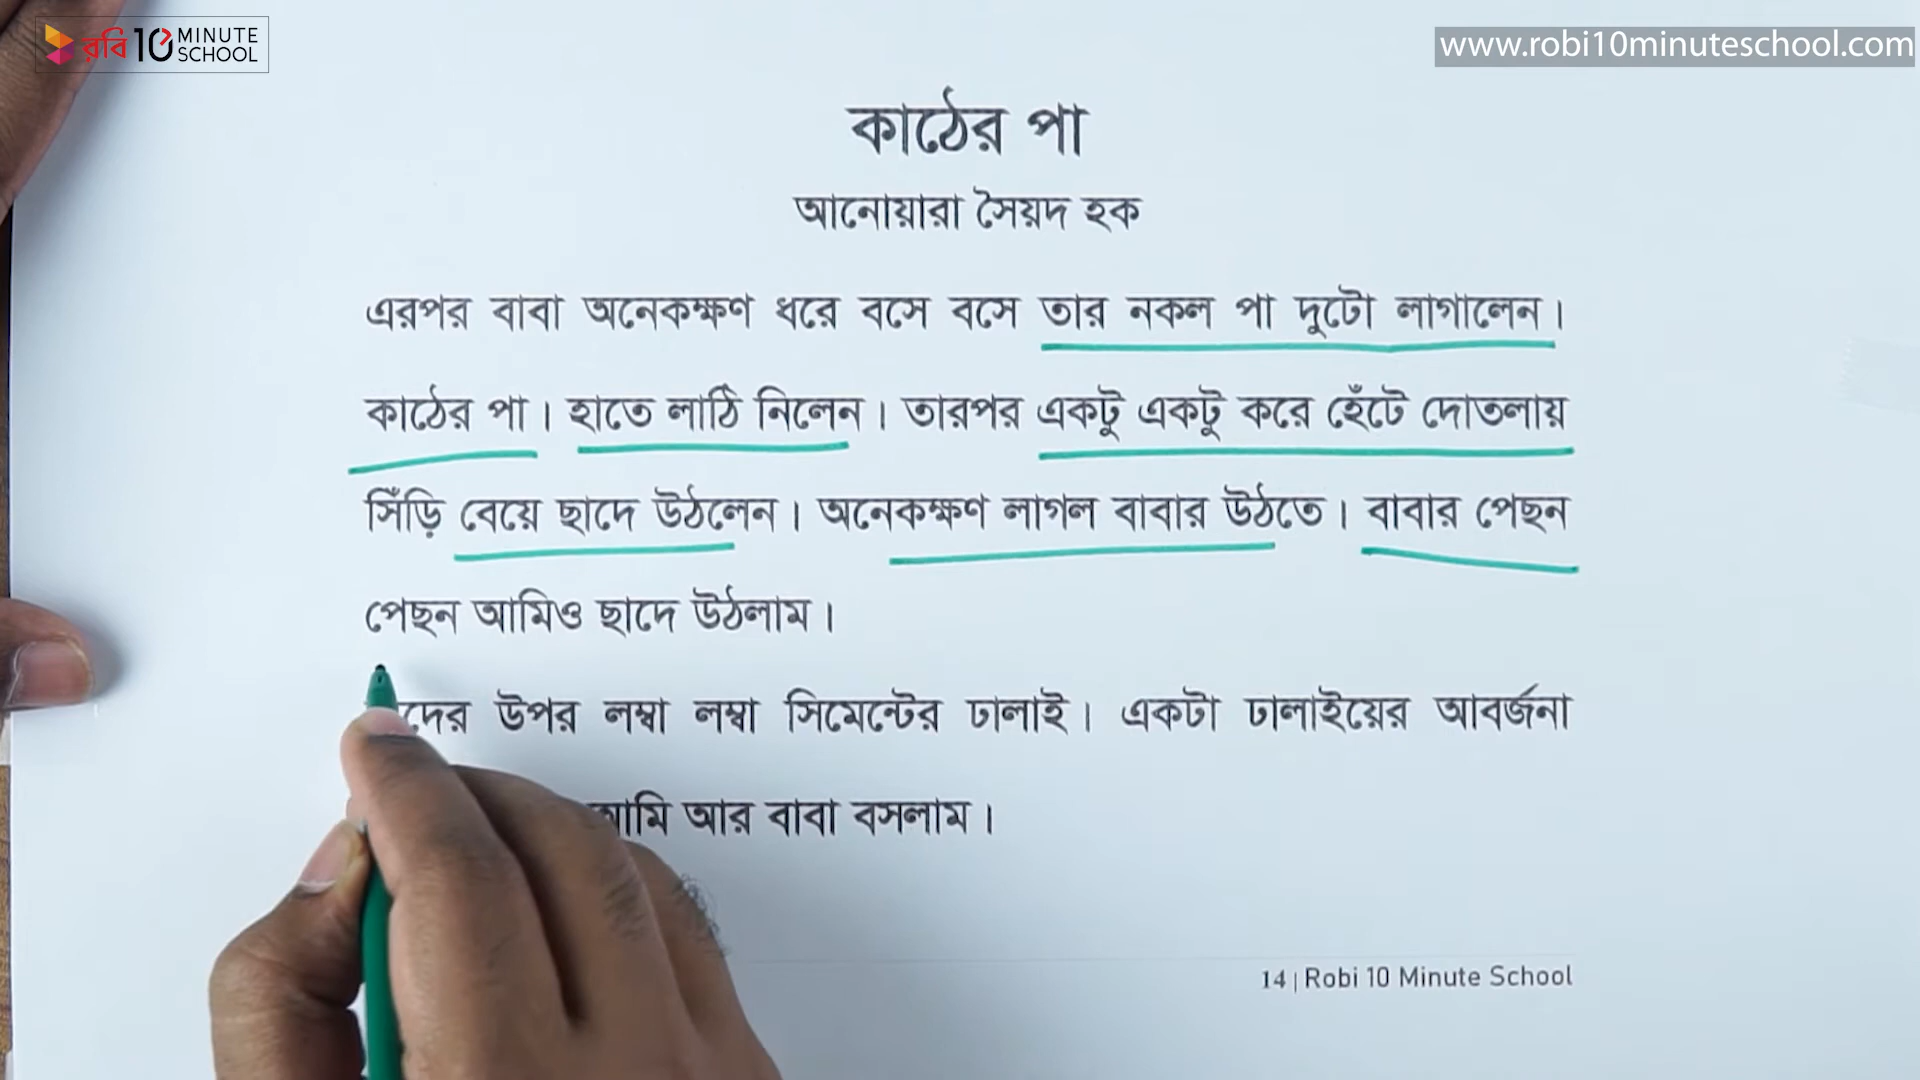 রবি 10 MINUTE SCHOOL
www.robi10minuteschool.com
কাঠের পা
আনোয়ারা সৈয়দ হক
এরপর বাবা অনেকক্ষণ ধরে বসে বসে তার নকল পা দুটো লাগালেন।
কাঠের পা। হাতে লাঠি নিলেন। তারপর একটু একটু করে হেঁটে দোতলায়
সিঁড়ি বেয়ে ছাদে উঠলেন। অনেকক্ষণ লাগল বাবার উঠতে। বাবার পেছন
পেছন আমিও ছাদে উঠলাম।
উপর লম্বা লম্বা সিমেন্টের ঢালাই। একটা ঢালাইয়ের আবর্জনা
আমি আর বাবা বসলাম।
14 | Robi 10 Minute School